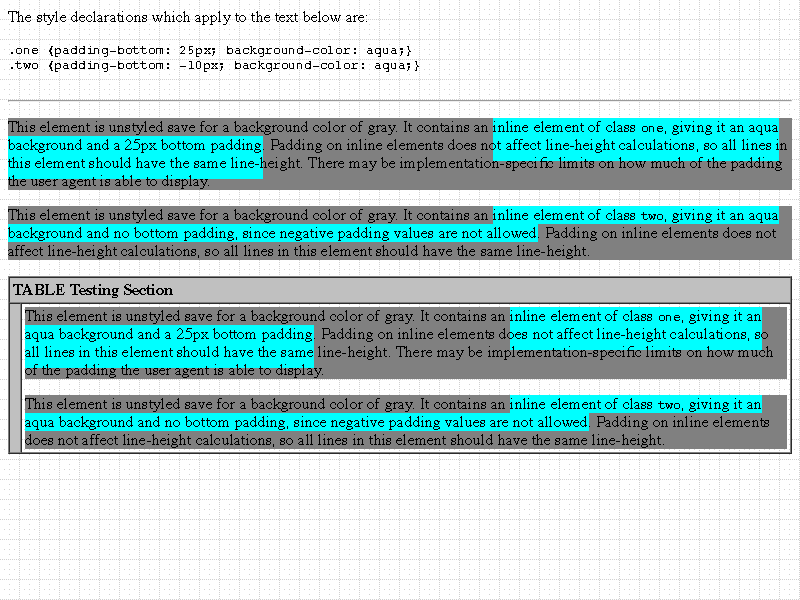 The style declarations which apply to the text below are:
.one {padding-bottom: 25px; background-color: aqua;}
.two {padding-bottom: -10px; background-color: aqua;}
This element is unstyled save for a background color of gray. It contains an inline element of class one, giving it an aqua
background and a 25px bottom padding. Padding on inline elements does not affect line-height calculations, so all lines in
this element should have the same line-height. There may be implementation-specific limits on how much of the padding
the user agent is able to display.
This element is unstyled save for a background color of gray. It contains an inline element of class two, giving it an aqua
background and no bottom padding, since negative padding values are not allowed. Padding on inline elements does not
affect line-height calculations, so all lines in this element should have the same line-height.
TABLE Testing Section
This element is unstyled save for a background color of gray. It contains an inline element of class one, giving it an
aqua background and a 25px bottom padding. Padding on inline elements does not affect line-height calculations, so
all lines in this element should have the same line-height. There may be implementation-specific limits on how much
of the padding the user agent is able to display.
This element is unstyled save for a background color of gray. It contains an inline element of class two, giving it an
aqua background and no bottom padding, since negative padding values are not allowed. Padding on inline elements
does not affect line-height calculations, so all lines in this element should have the same line-height.